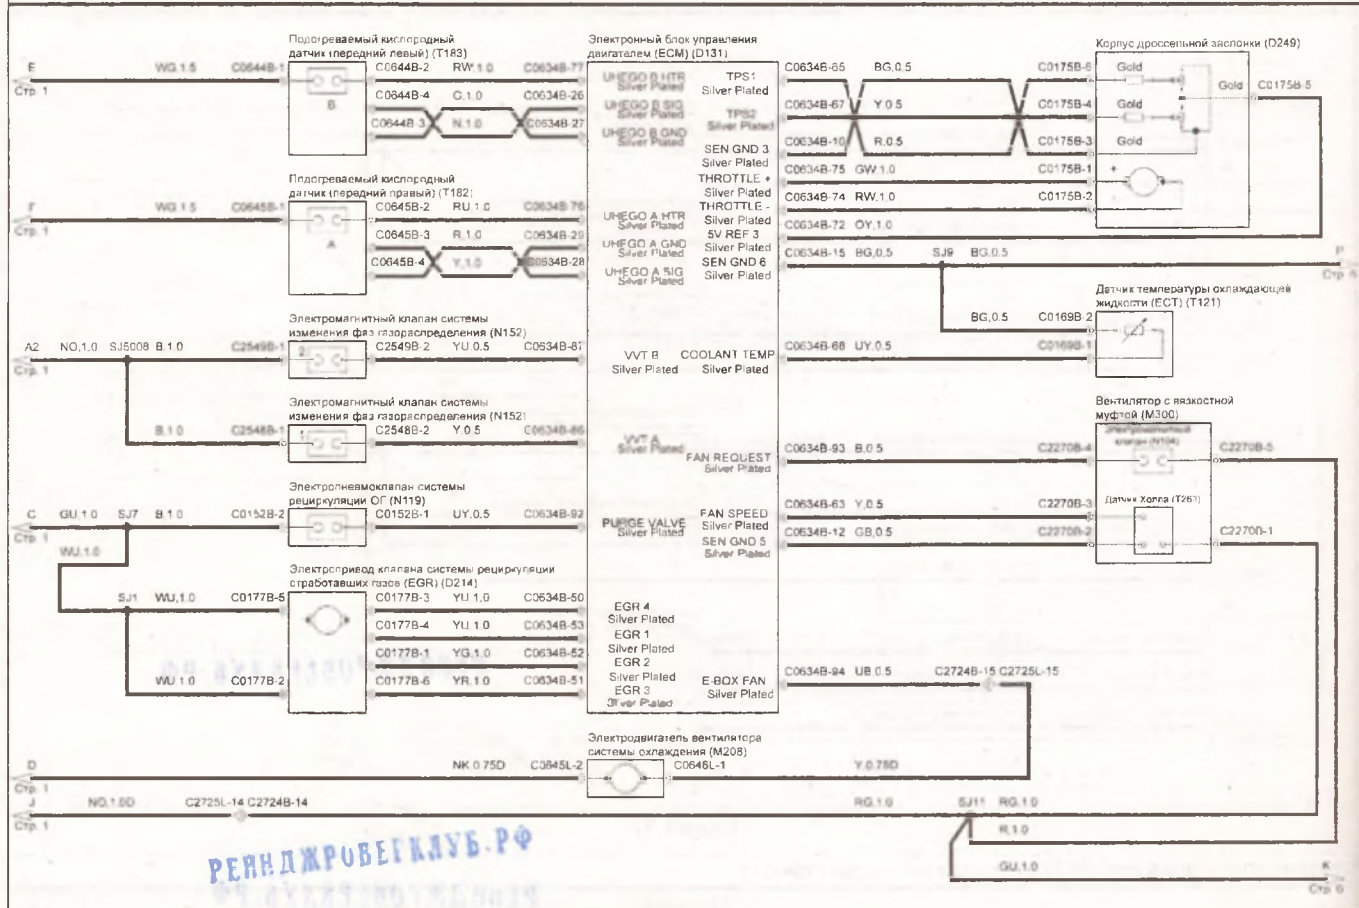 Подогреваемый кислородный
датчик (передний левый) (T183)
E
Стр. 1
WG,1.5
C0644B-1
B
C0644B-2 RW,1.0 C0634B-77
C0644B-4 G,1.0 C0634B-26
C0644B-3 N,1.0 C0634B-27
Подогреваемый кислородный
датчик (передний правый) (T182)
F
WG,1.5
C0645B-1
A
C0645B-2 RU,1.0 C0634B-76
C0645B-3 R,1.0 C0634B-29
C0645B-4 Y,1.0 C0634B-28
Электромагнитный клапан системы
изменения фаз газораспределения (N152)
A2
Стр. 1
NO,1.0 SJ5008 B,1.0 C2549B-1
2
C2549B-2 YU,0.5 C0634B-87
Электромагнитный клапан системы
изменения фаз газораспределения (N152)
B,1.0 C2548B-1
1
C2548B-2 Y,0.5 C0634B-86
Электропневмоклапан системы
рециркуляции ОГ (N119)
C
Стр. 1
GU,1.0 SJ7 B,1.0 C0152B-2
C0152B-1 UY,0.5 C0634B-92
WU,1.0
Электропривод клапана системы рециркуляции
отработавших газов (EGR) (D214)
SJ1 WU,1.0 C0177B-5
C0177B-3 YU,1.0 C0634B-50
C0177B-4 YU,1.0 C0634B-53
C0177B-1 YG,1.0 C0634B-52
WU,1.0 C0177B-2
C0177B-6 YR,1.0 C0634B-51
Электронный блок управления
двигателем (ECM) (D131)
UHEGO B HTR
Silver Plated
UHEGO B SIG
Silver Plated
UHEGO B GND
Silver Plated
UHEGO A HTR
Silver Plated
UHEGO A GND
Silver Plated
UHEGO A SIG
Silver Plated
VVT B
Silver Plated
VVT A
Silver Plated
PURGE VALVE
Silver Plated
EGR 4
Silver Plated
EGR 1
Silver Plated
EGR 2
Silver Plated
EGR 3
Silver Plated
TPS1
Silver Plated
TPS2
Silver Plated
SEN GND 3
Silver Plated
THROTTLE +
Silver Plated
THROTTLE -
Silver Plated
5V REF 3
Silver Plated
SEN GND 6
Silver Plated
COOLANT TEMP
Silver Plated
FAN REQUEST
Silver Plated
FAN SPEED
Silver Plated
SEN GND 5
Silver Plated
E-BOX FAN
Silver Plated
Корпус дроссельной заслонки (D249)
C0634B-65 BG,0.5 C0175B-6 Gold
Gold C0175B-5
C0634B-67 Y,0.5 C0175B-4 Gold
C0634B-10 R,0.5 C0175B-3 Gold
C0634B-75 GW,1.0 C0175B-1 +
C0634B-74 RW,1.0 C0175B-2 -
C0634B-72 OY,1.0
C0634B-15 BG,0.5 SJ9 BG,0.5
P
Датчик температуры охлаждающей
жидкости (ECT) (T121)
BG,0.5 C0169B-2
C0634B-68 UY,0.5 C0169B-1
Вентилятор с вязкостной
муфтой (M300)
Электромагнитный
клапан (N104)
C0634B-93 B,0.5 C2270B-4
C2270B-5
Датчик Холла (T263)
C0634B-63 Y,0.5 C2270B-3
C0634B-12 GB,0.5 C2270B-2
C2270B-1
C0634B-94 UB,0.5 C2724B-15 C2725L-15
Электродвигатель вентилятора
системы охлаждения (M208)
D
Стр. 1
NK,0.75D C0645L-2
C0646L-1 Y,0.75D
J
Стр. 1
NO,1.0D C2725L-14 C2724B-14
RG,1.0 SJ11 RG,1.0
R,1.0
GU,1.0
K
Стр. 6
РЕЙНДЖРОВЕРКЛУБ.РФ